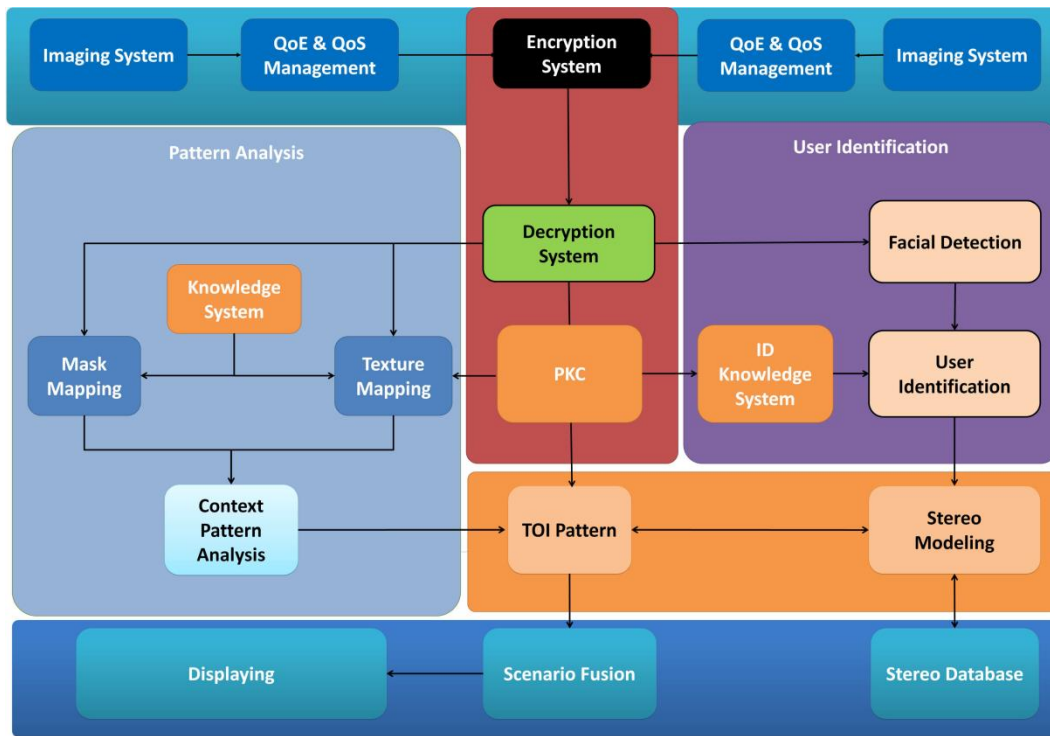 Imaging System
QoE & QoS
Management
Encryption
System
QoE & QoS
Management
Imaging System
Pattern Analysis
User Identification
Decryption
System
Facial Detection
Knowledge
System
Mask
Mapping
Texture
Mapping
PKC
ID
Knowledge
System
User
Identification
Context
Pattern
Analysis
TOI Pattern
Stereo
Modeling
Displaying
Scenario Fusion
Stereo Database